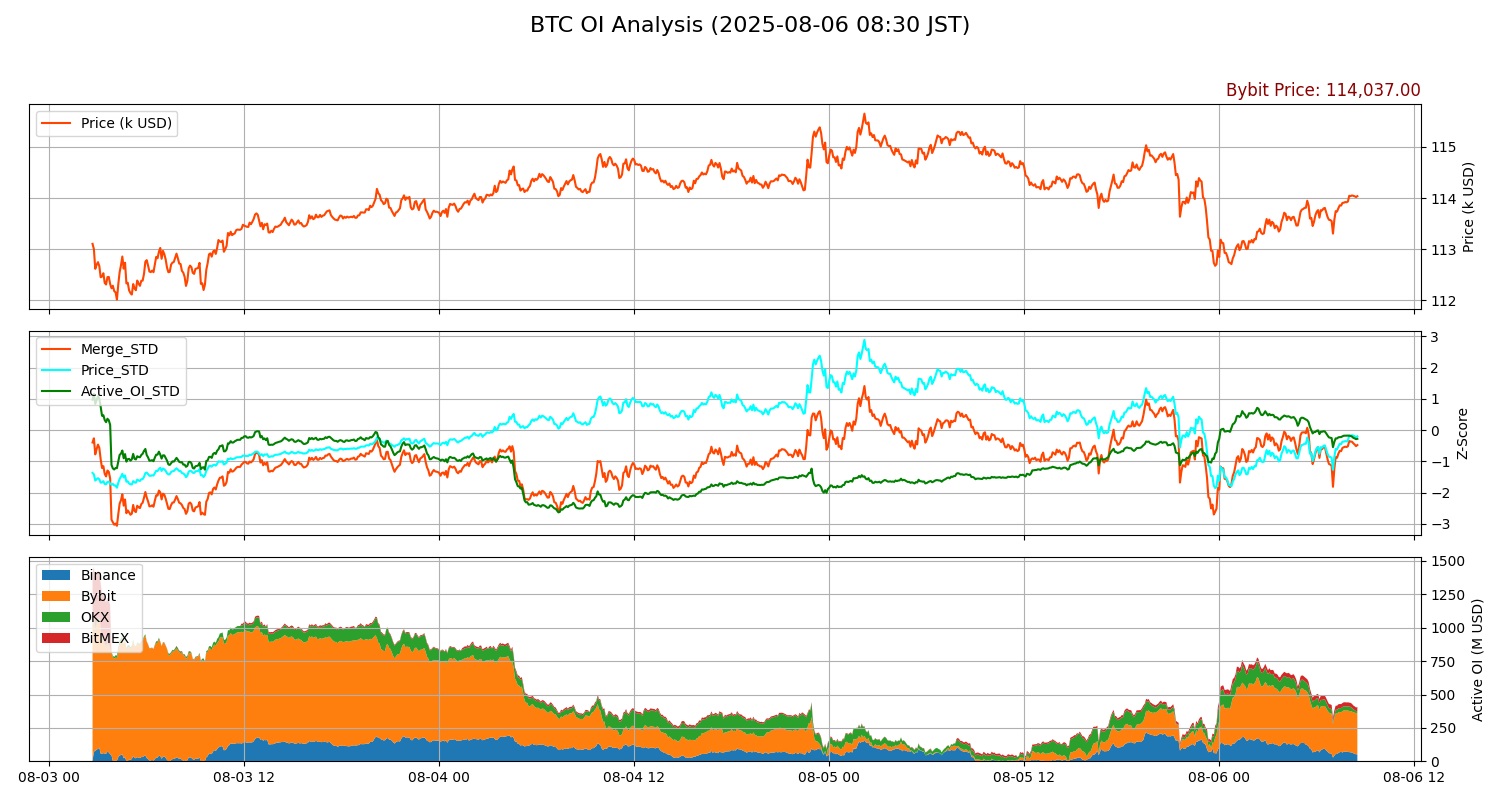 BTC OI Analysis (2025-08-06 08:30 JST)
Bybit Price: 114,037.00
Price (k USD)
115
114
113
112
Price (k USD)
Merge_STD
Price_STD
Active_OI_STD
3
2
1
0
−1
−2
−3
Z-Score
Binance
Bybit
OKX
BitMEX
1500
1250
1000
750
500
250
0
Active OI (M USD)
08-03 00
08-03 12
08-04 00
08-04 12
08-05 00
08-05 12
08-06 00
08-06 12